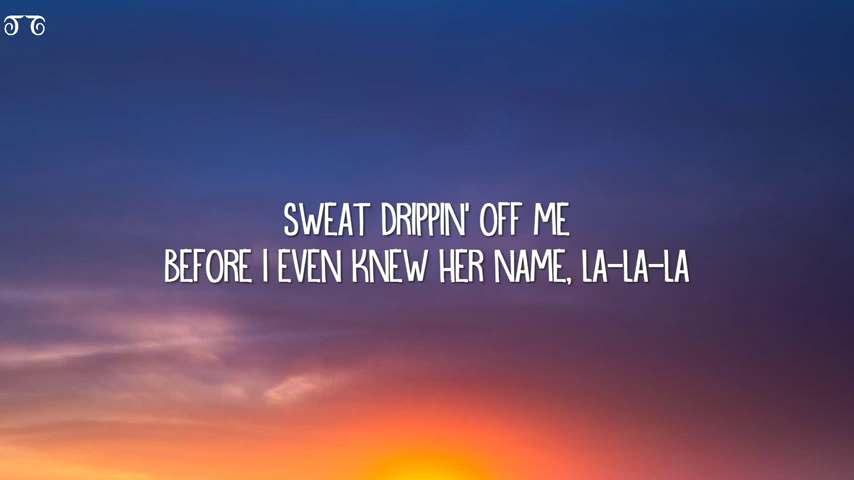 SWEAT DRIPPIN' OFF ME
BEFORE I EVEN KNEW HER NAME, LA-LA-LA